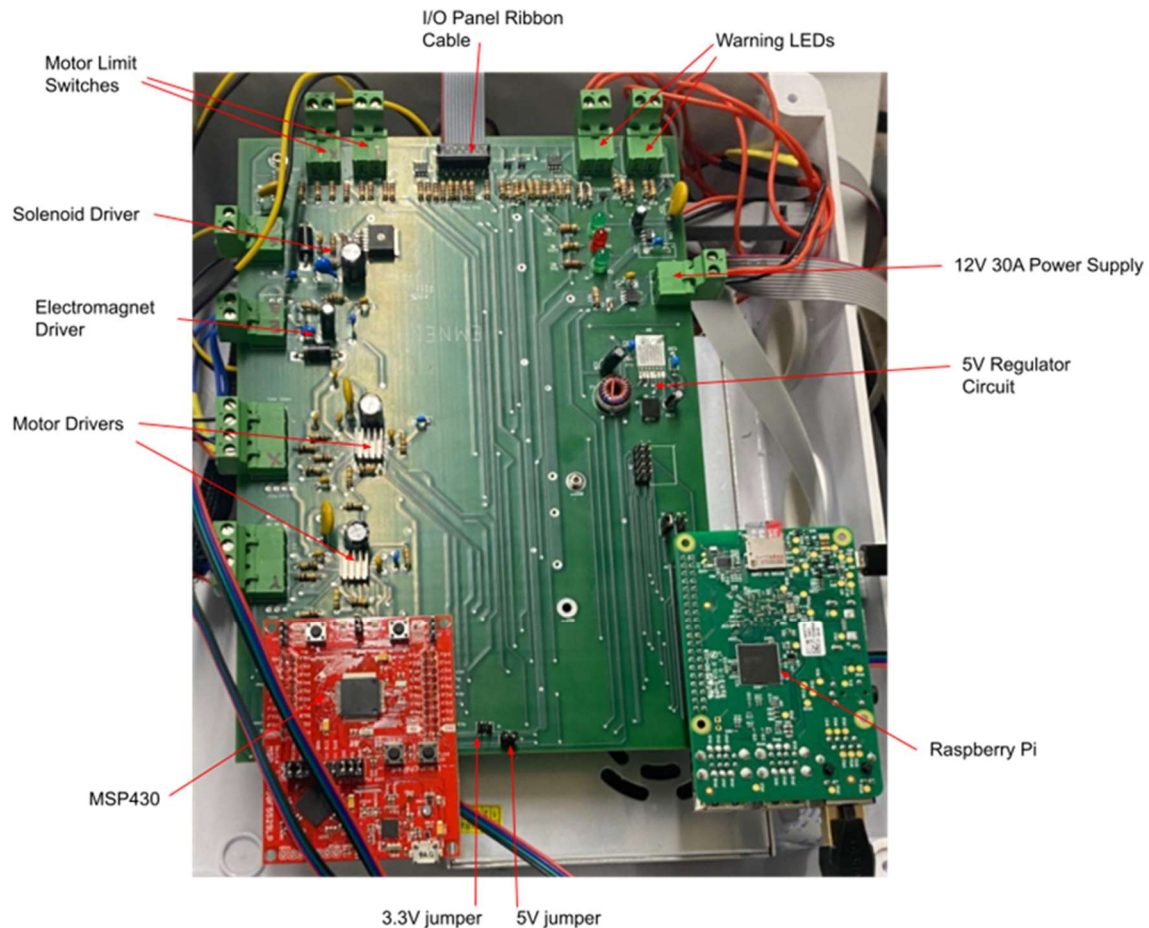 I/O Panel Ribbon
Cable
Warning LEDs
Motor Limit
Switches
Solenoid Driver
12V 30A Power Supply
Electromagnet
Driver
5V Regulator
Circuit
Motor Drivers
X
Y
Raspberry Pi
MSP430
3.3V jumper
5V jumper